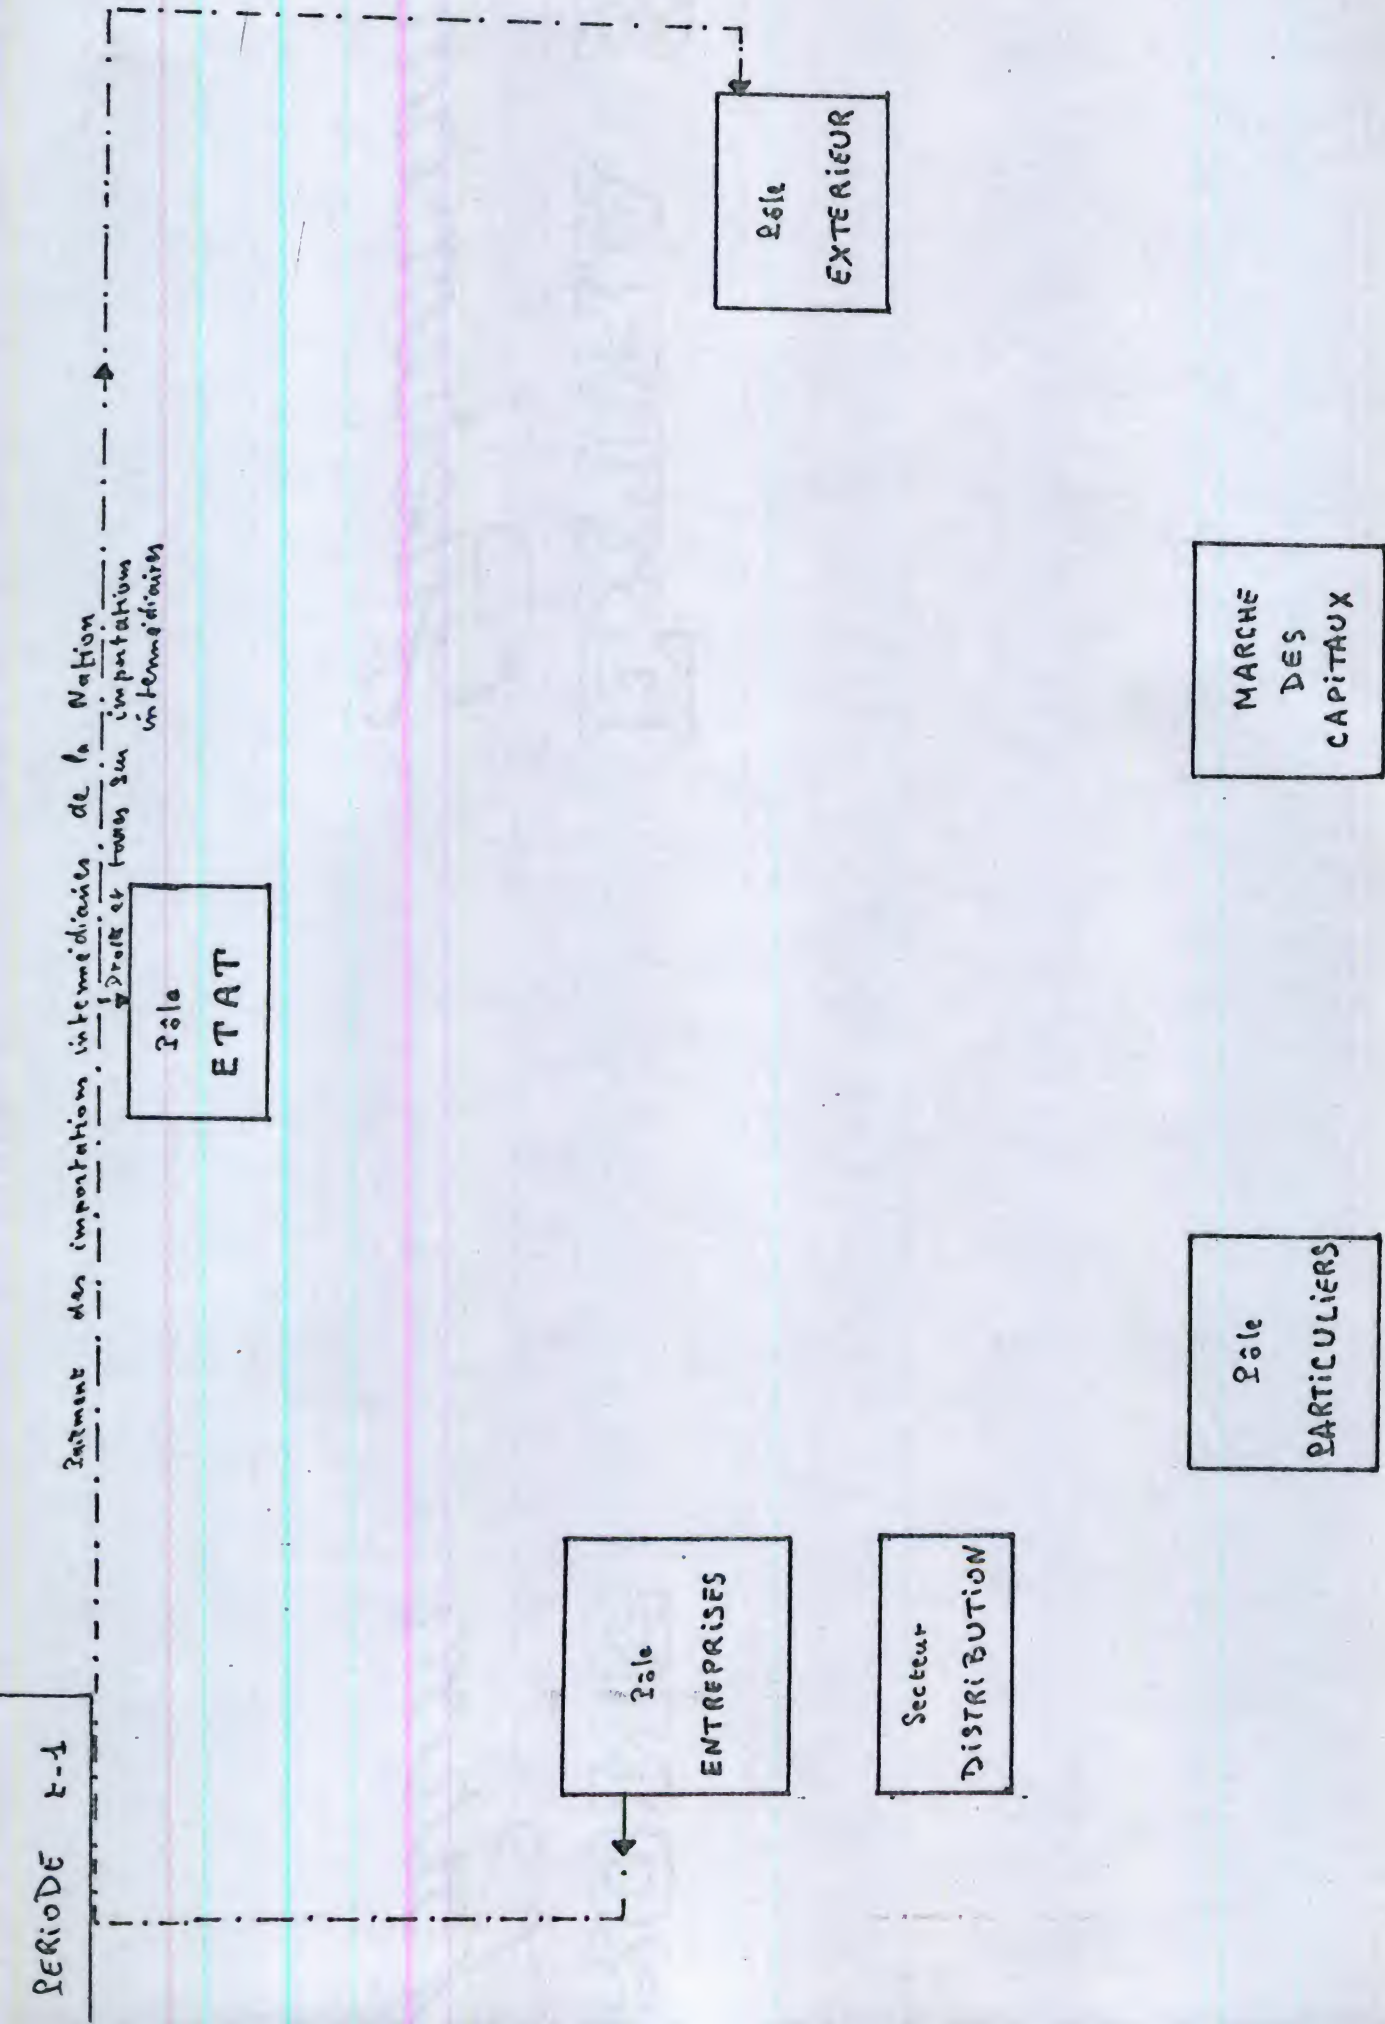 PERIODE t-1
Paiement des importations intermédiaires de la Nation
Droits et taxes sur importations
intermédiaires
Pôle
ETAT
Pôle
EXTERIEUR
Pôle
ENTREPRISES
Secteur
DISTRIBUTION
Pôle
PARTICULIERS
MARCHE
DES
CAPITAUX